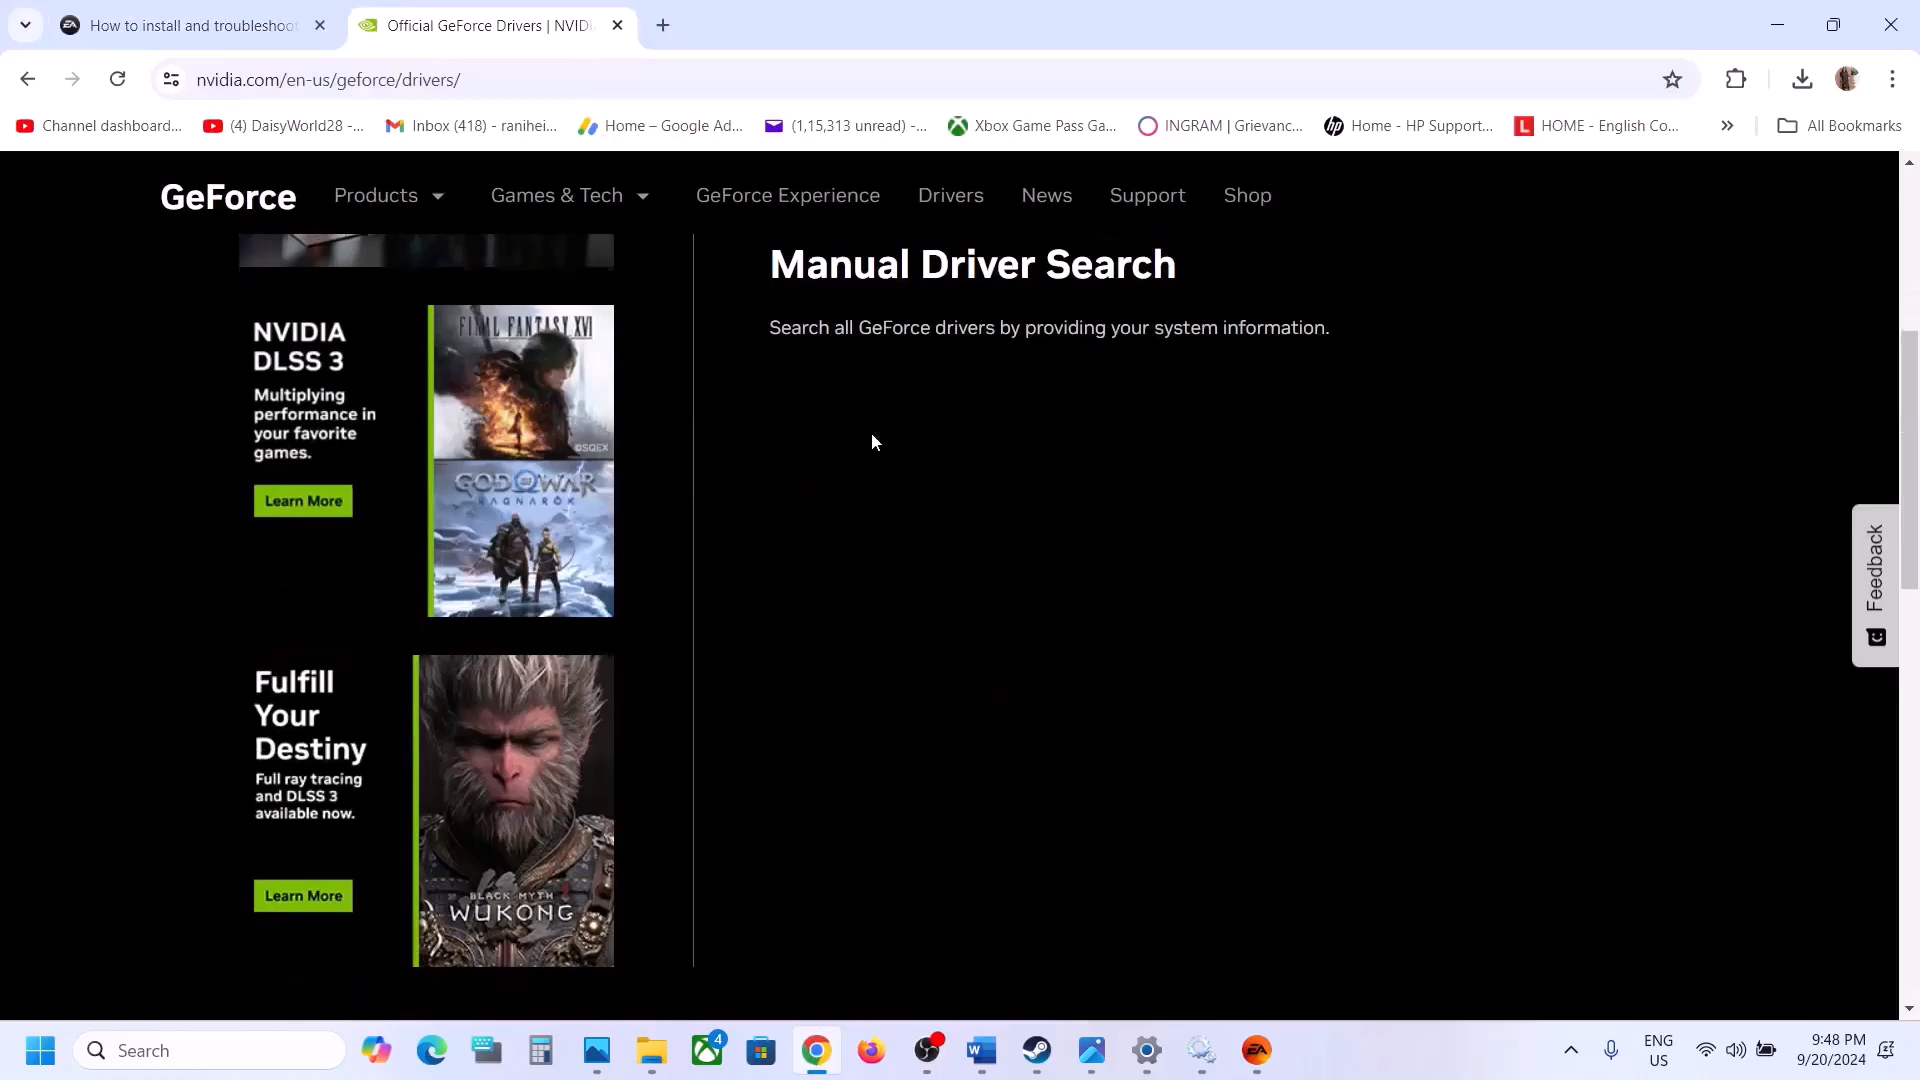 How to install and troubleshoot
Official GeForce Drivers | NVIDI
nvidia.com/en-us/geforce/drivers/
Channel dashboard...
(4) DaisyWorld28 -...
Inbox (418) - ranihei...
Home – Google Ad...
(1,15,313 unread) -...
Xbox Game Pass Ga...
INGRAM | Grievanc...
Home - HP Support...
HOME - English Co...
All Bookmarks
GeForce
Products
Games & Tech
GeForce Experience
Drivers
News
Support
Shop
Manual Driver Search
Search all GeForce drivers by providing your system information.
NVIDIA
DLSS 3
Multiplying
performance in
your favorite
games.
Learn More
FINAL FANTASY XVI
©SQEX
GOD OF WAR
RAGNARÖK
Fulfill
Your
Destiny
Full ray tracing
and DLSS 3
available now.
Learn More
BLACK MYTH
WUKONG
Feedback
Search
4
ENG
US
9:48 PM
9/20/2024